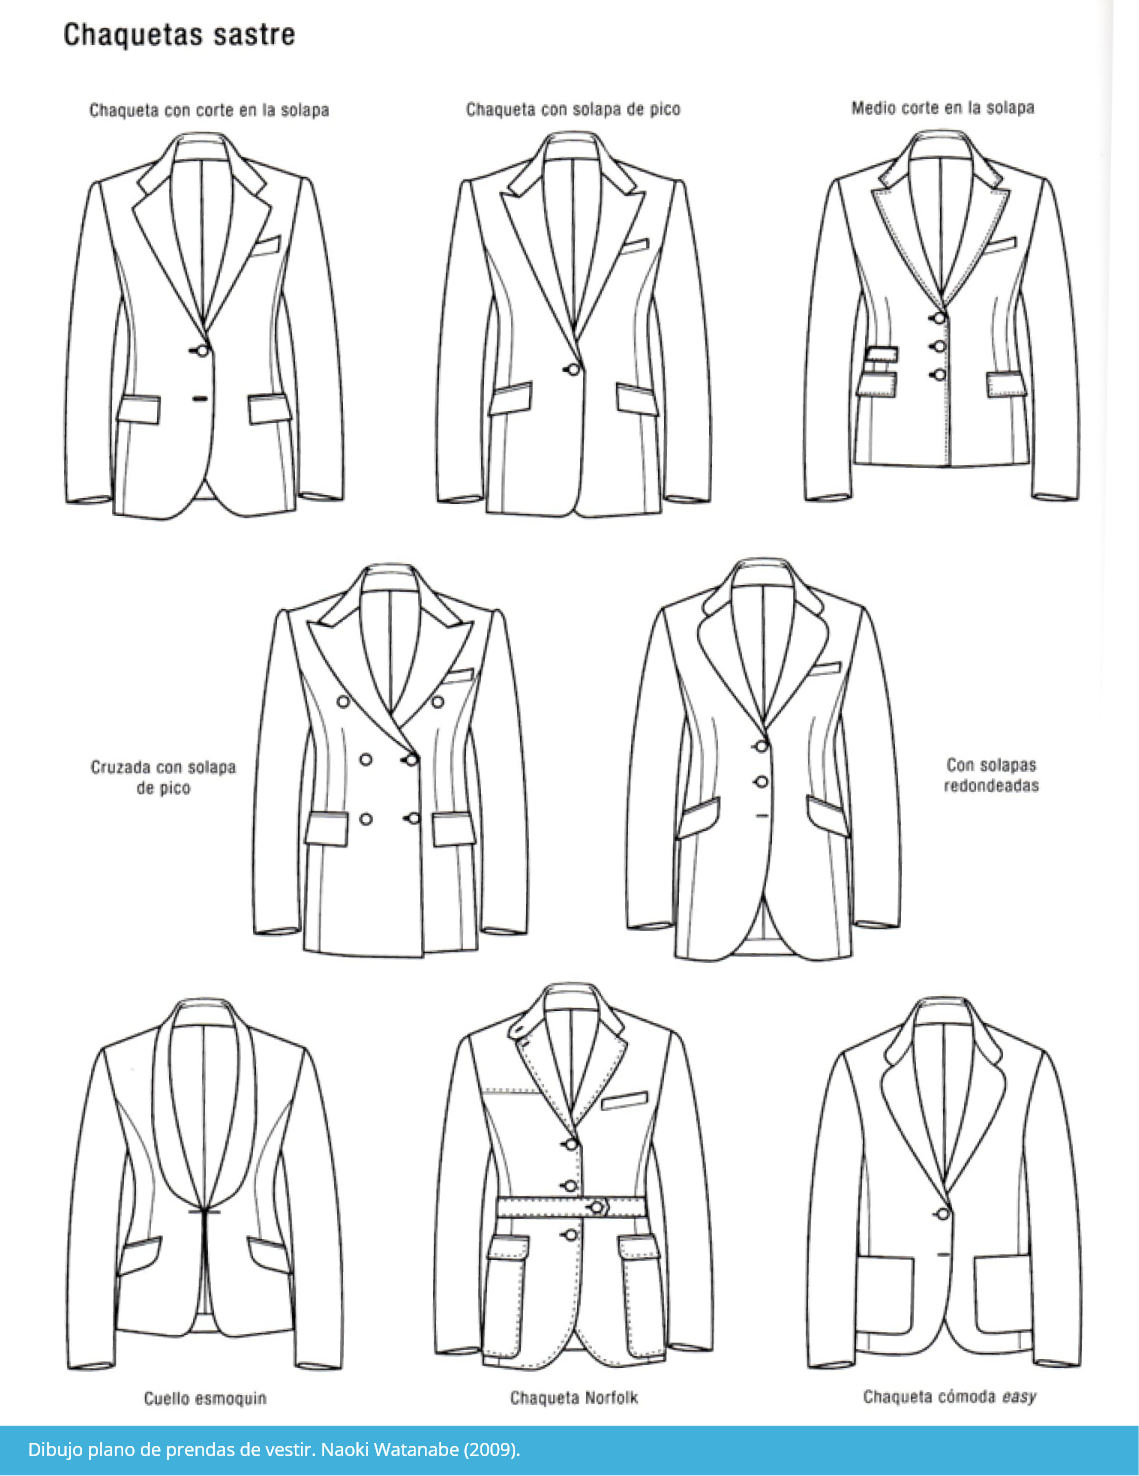 Chaquetas sastre
Chaqueta con corte en la solapa
Chaqueta con solapa de pico
Medio corte en la solapa
Cruzada con solapa
de pico
Con solapas
redondeadas
Cuello esmoquin
Chaqueta Norfolk
Chaqueta cómoda easy
Dibujo plano de prendas de vestir. Naoki Watanabe (2009).